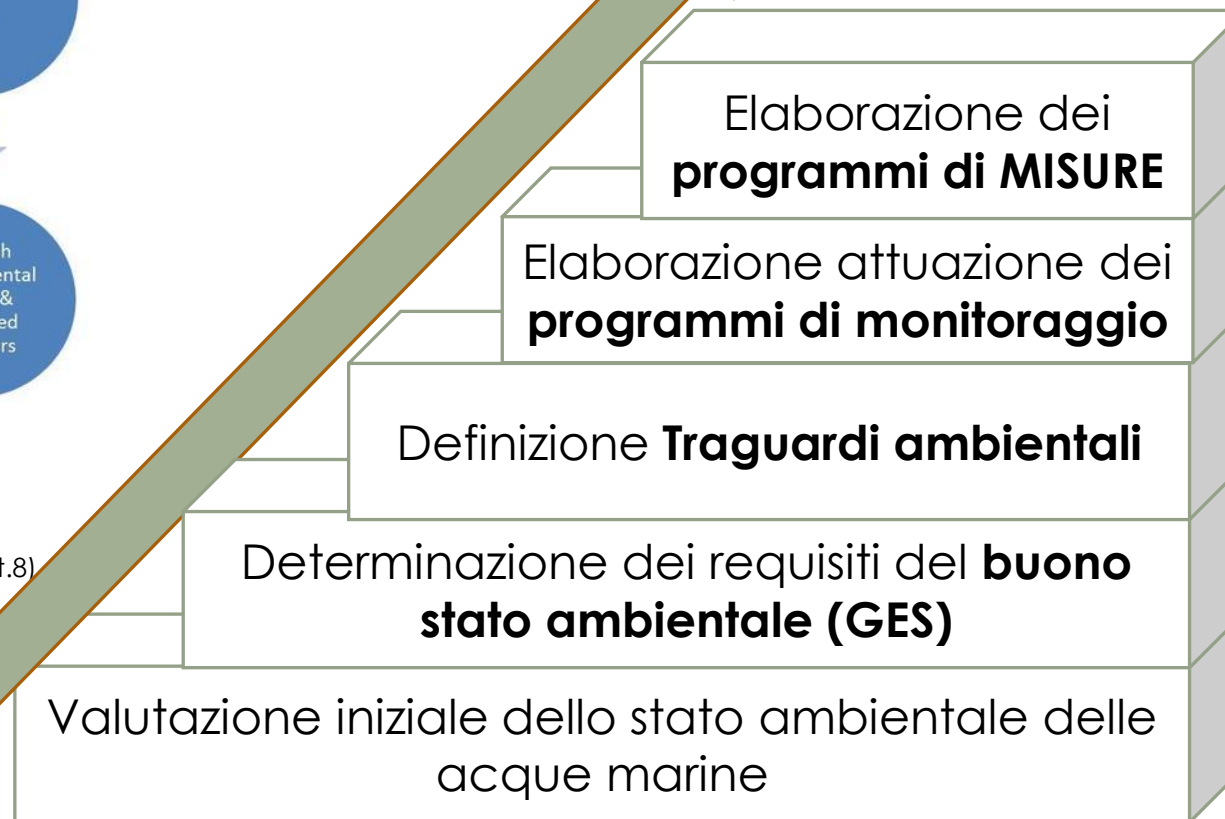 Elaborazione dei
programmi di MISURE
Elaborazione attuazione dei
programmi di monitoraggio
Definizione Traguardi ambientali
Determinazione dei requisiti del buono
stato ambientale (GES)
Valutazione iniziale dello stato ambientale delle
acque marine
&